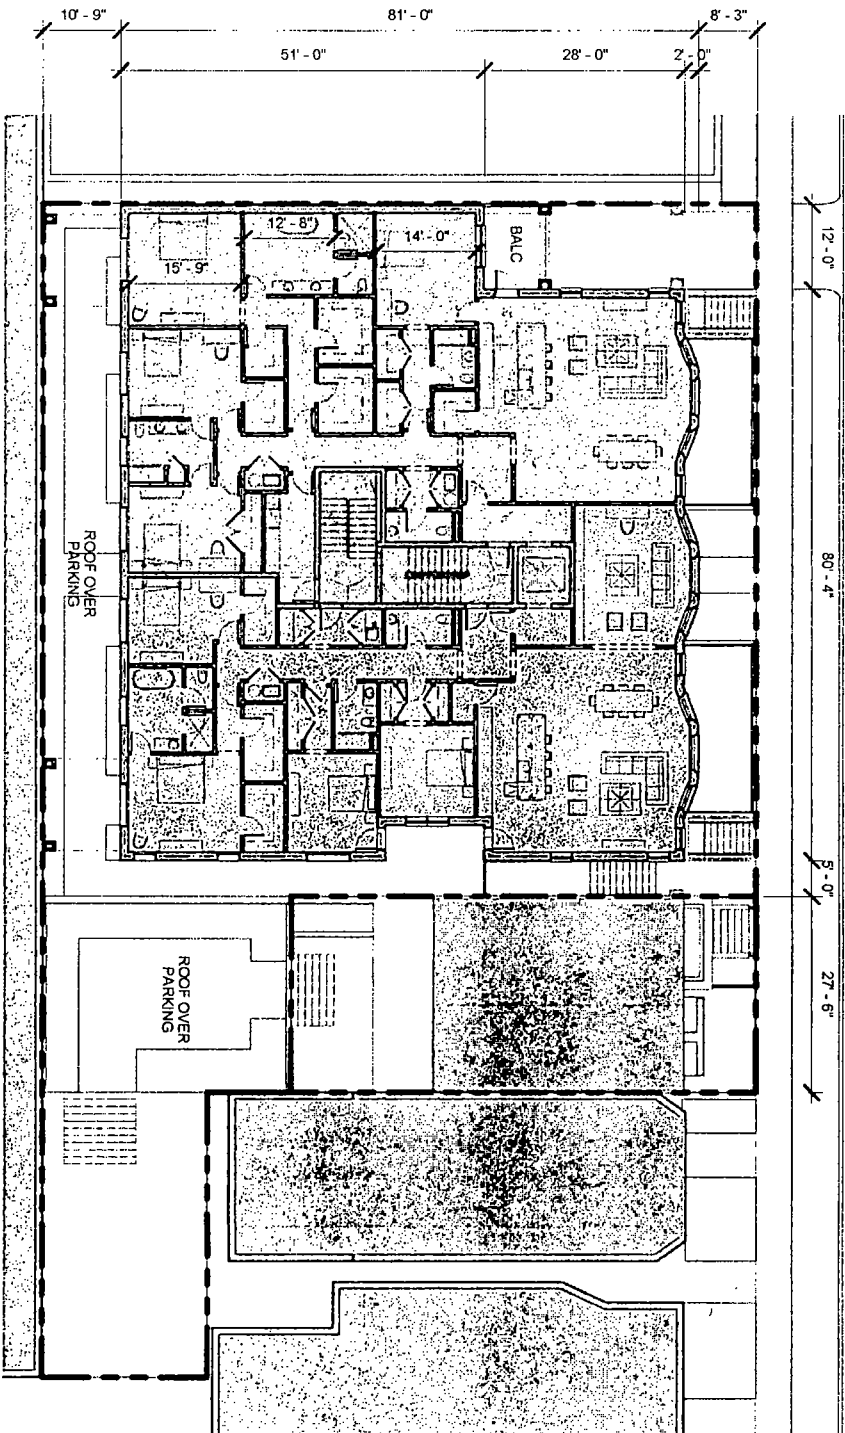 10' - 9"
81' - 0"
8' - 3"
51' - 0"
28' - 0"
2' - 0"
12' - 8"
14' - 0"
15' - 9"
BALC
12' - 0"
80' - 4"
ROOF OVER
PARKING
5' - 0"
27' - 6"
ROOF OVER
PARKING